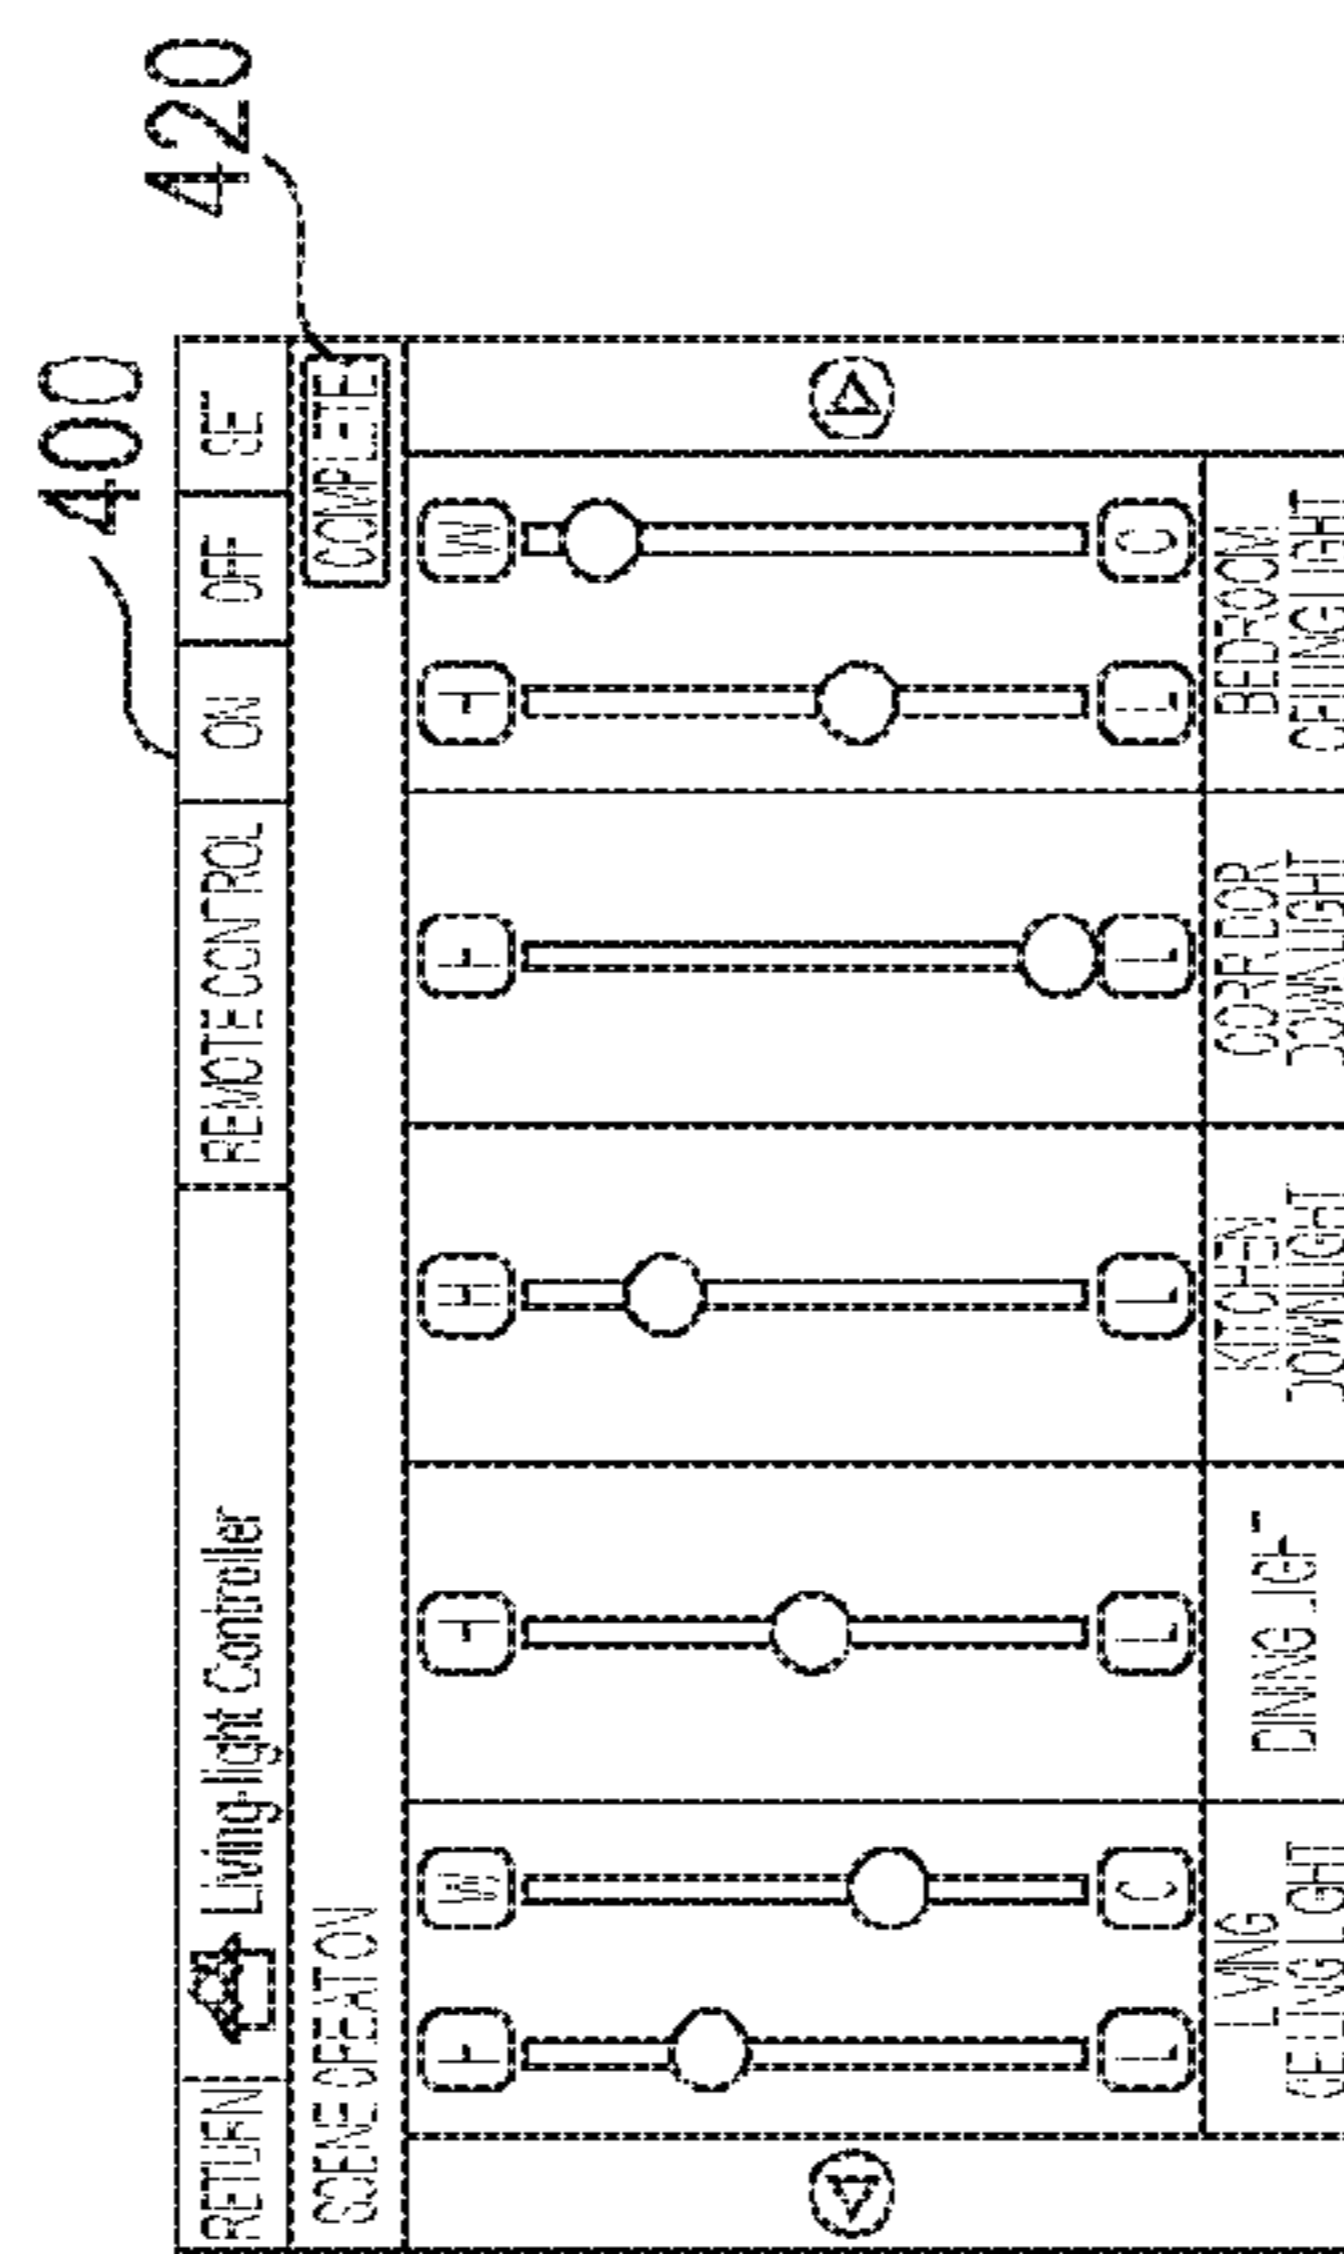 400
420
RETURN Living-light Controller REMOTE CONTROL ON OFF SE
SCENE CREATION COMPLETE
H L W C
H L
H L
H L
H L W C
LIVING
CEILING LIGHT
DINING LIGHT
KITCHEN
DOWNLIGHT
CORRIDOR
DOWNLIGHT
BEDROOM
CEILING LIGHT